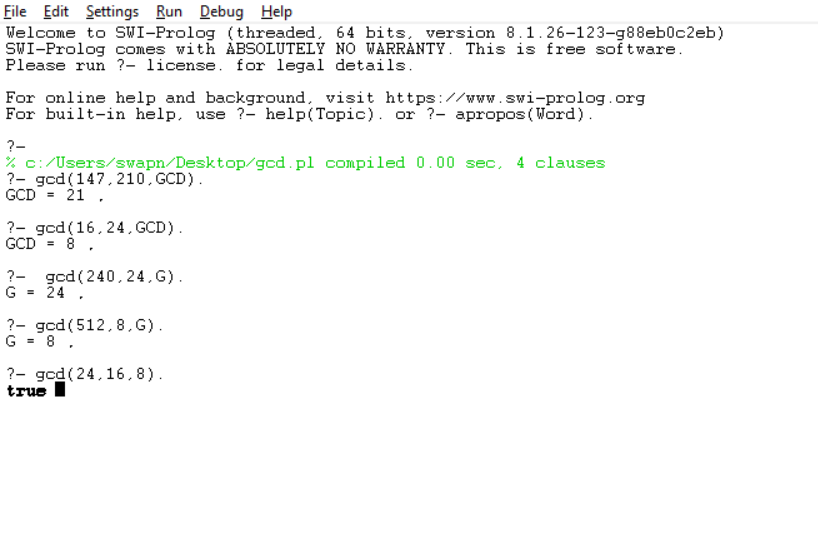 File Edit Settings Run Debug Help
Welcome to SWI-Prolog (threaded, 64 bits, version 8.1.26-123-g88eb0c2eb)
SWI-Prolog comes with ABSOLUTELY NO WARRANTY. This is free software.
Please run ?- license. for legal details.
For online help and background, visit https://www.swi-prolog.org
For built-in help, use ?- help(Topic). or ?- apropos(Word).
?-
% c:/Users/swapn/Desktop/gcd.pl compiled 0.00 sec, 4 clauses
?- gcd(147,210,GCD).
GCD = 21 .
?- gcd(16,24,GCD).
GCD = 8 .
?-  gcd(240,24,G).
G = 24 .
?- gcd(512,8,G).
G = 8 .
?- gcd(24,16,8).
true